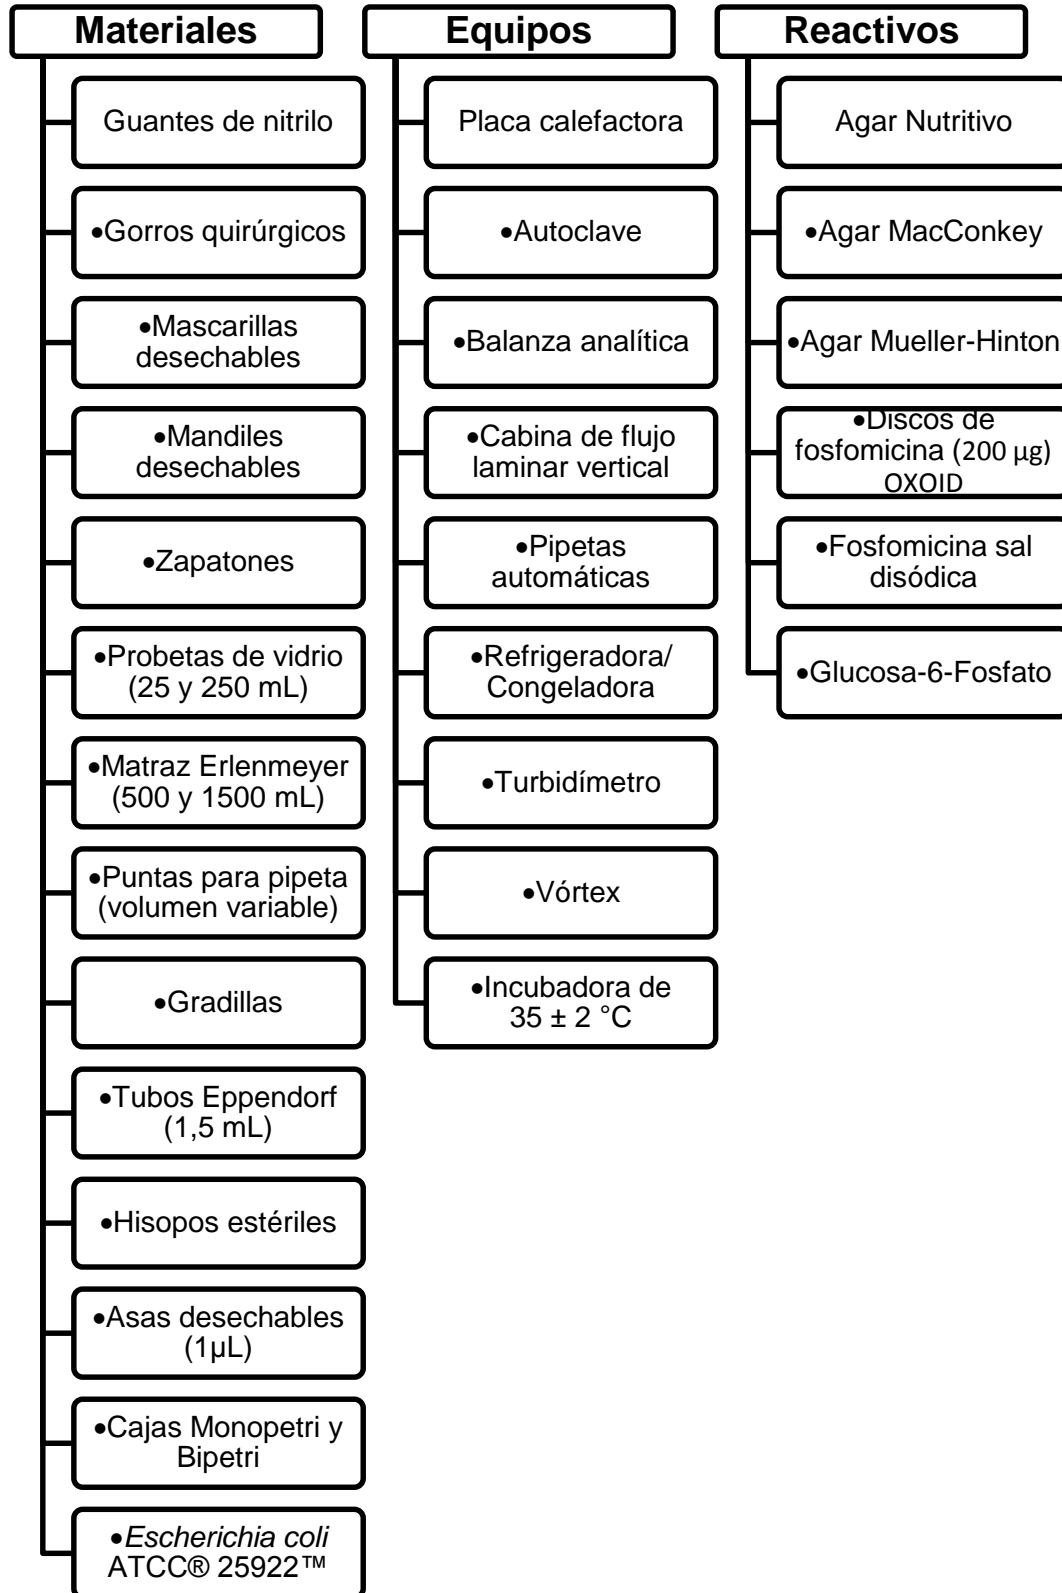 Materiales
Guantes de nitrilo
•Gorros quirúrgicos
•Mascarillas
desechables
•Mandiles
desechables
•Zapatones
•Probetas de vidrio
(25 y 250 mL)
•Matraz Erlenmeyer
(500 y 1500 mL)
•Puntas para pipeta
(volumen variable)
•Gradillas
•Tubos Eppendorf
(1,5 mL)
•Hisopos estériles
•Asas desechables
(1µL)
•Cajas Monopetri y
Bipetri
•Escherichia coli
ATCC® 25922™
Equipos
Placa calefactora
•Autoclave
•Balanza analítica
•Cabina de flujo
laminar vertical
•Pipetas
automáticas
•Refrigeradora/
Congeladora
•Turbidímetro
•Vórtex
•Incubadora de
35 ± 2 °C
Reactivos
Agar Nutritivo
•Agar MacConkey
•Agar Mueller-Hinton
•Discos de
fosfomicina (200 µg)
OXOID
•Fosfomicina sal
disódica
•Glucosa-6-Fosfato